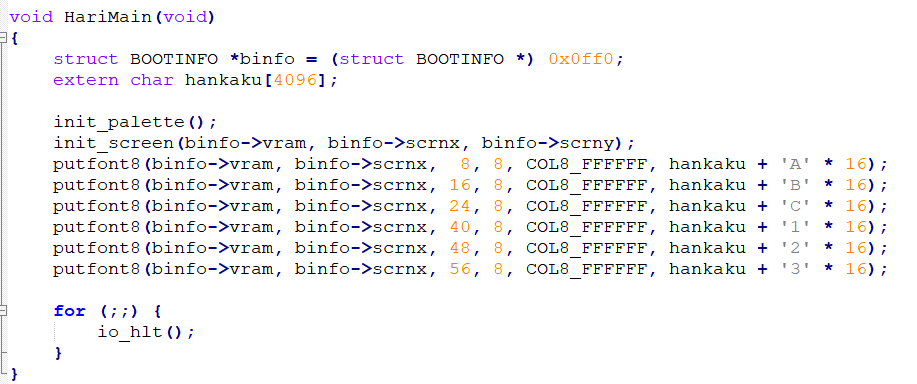 void HariMain(void)
{
    struct BOOTINFO *binfo = (struct BOOTINFO *) 0x0ff0;
    extern char hankaku[4096];

    init_palette();
    init_screen(binfo->vram, binfo->scrnx, binfo->scrny);
    putfont8(binfo->vram, binfo->scrnx,  8, 8, COL8_FFFFFF, hankaku + 'A' * 16);
    putfont8(binfo->vram, binfo->scrnx, 16, 8, COL8_FFFFFF, hankaku + 'B' * 16);
    putfont8(binfo->vram, binfo->scrnx, 24, 8, COL8_FFFFFF, hankaku + 'C' * 16);
    putfont8(binfo->vram, binfo->scrnx, 40, 8, COL8_FFFFFF, hankaku + '1' * 16);
    putfont8(binfo->vram, binfo->scrnx, 48, 8, COL8_FFFFFF, hankaku + '2' * 16);
    putfont8(binfo->vram, binfo->scrnx, 56, 8, COL8_FFFFFF, hankaku + '3' * 16);

    for (;;) {
        io_hlt();
    }
}